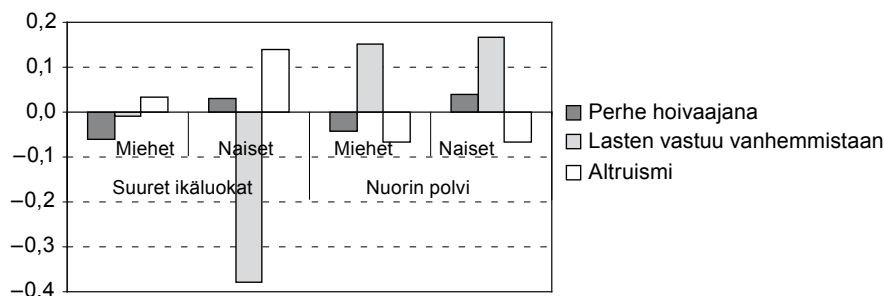 0,2
0,1
0,0
–0,1
–0,2
–0,3
–0,4
Miehet Naiset Miehet Naiset
Suuret ikäluokat Nuorin polvi
Perhe hoivaajana
Lasten vastuu vanhemmistaan
Altruismi